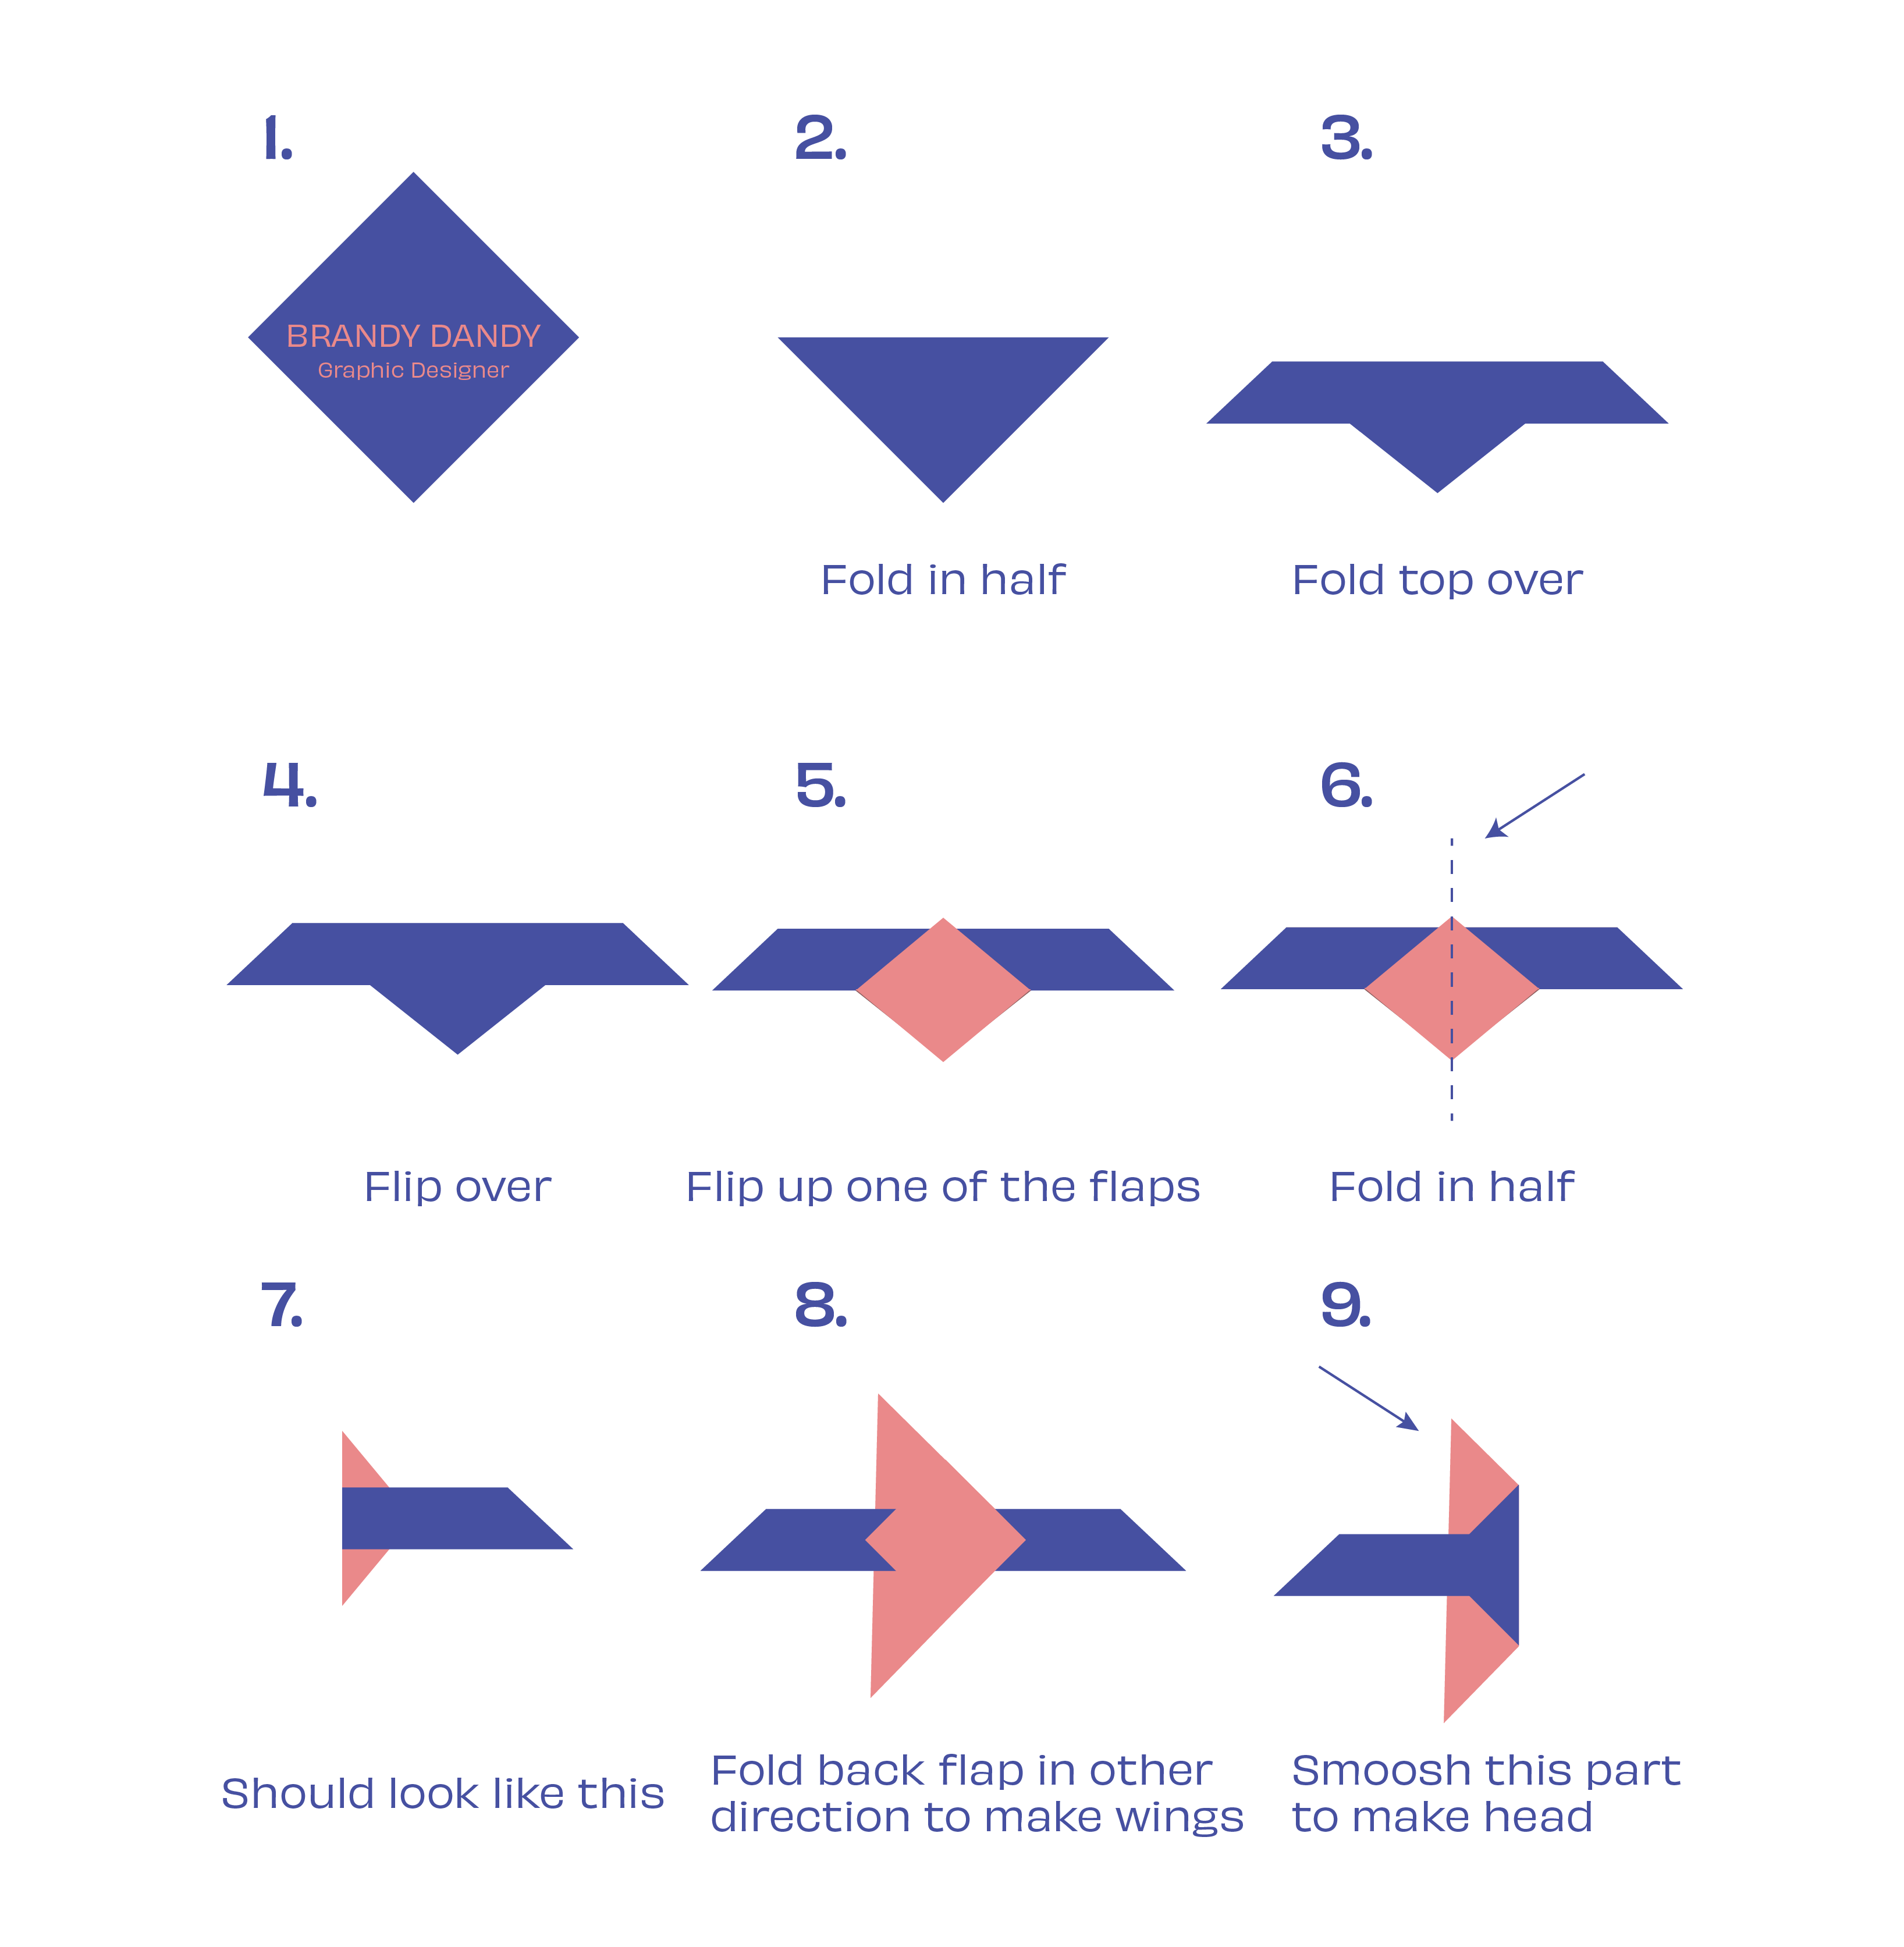 1.
2.
3.
BRANDY DANDY
Graphic Designer
Fold in half
Fold top over
4.
5.
6.
Flip over
Flip up one of the flaps
Fold in half
7.
8.
9.
Should look like this
Fold back flap in other
direction to make wings
Smoosh this part
to make head